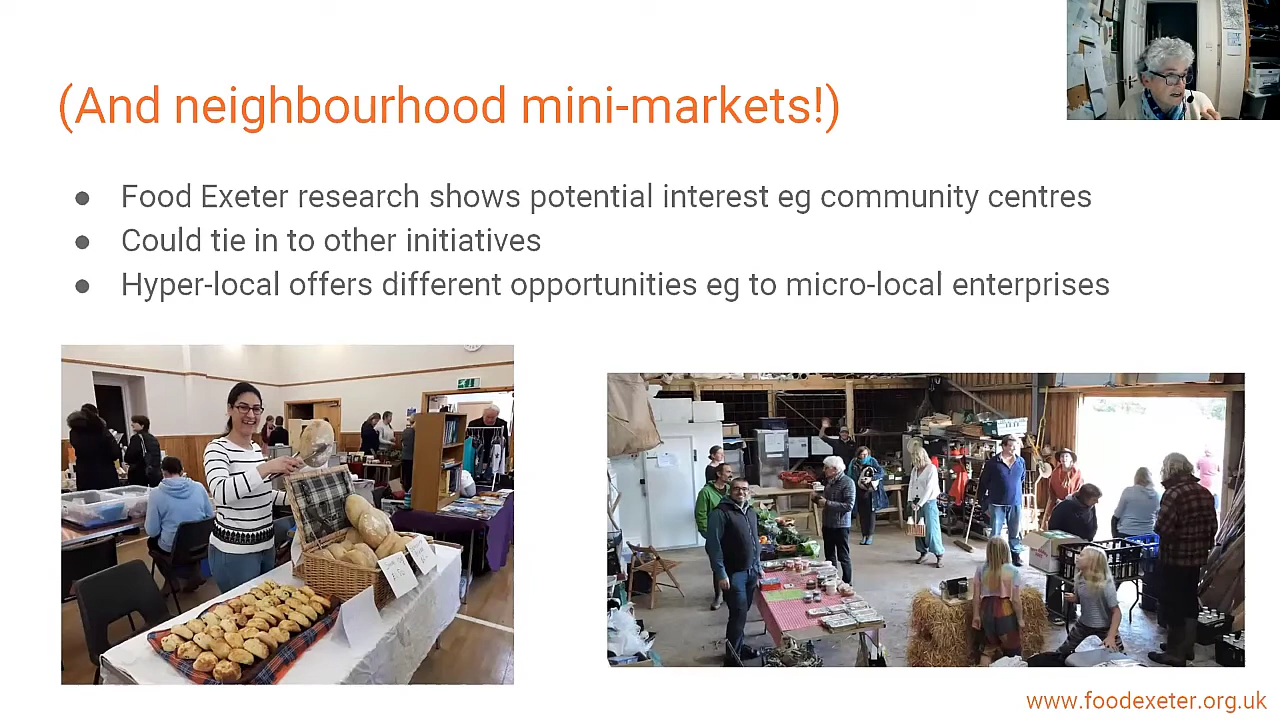 (And neighbourhood mini-markets!)
● Food Exeter research shows potential interest eg community centres
● Could tie in to other initiatives
● Hyper-local offers different opportunities eg to micro-local enterprises
www.foodexeter.org.uk